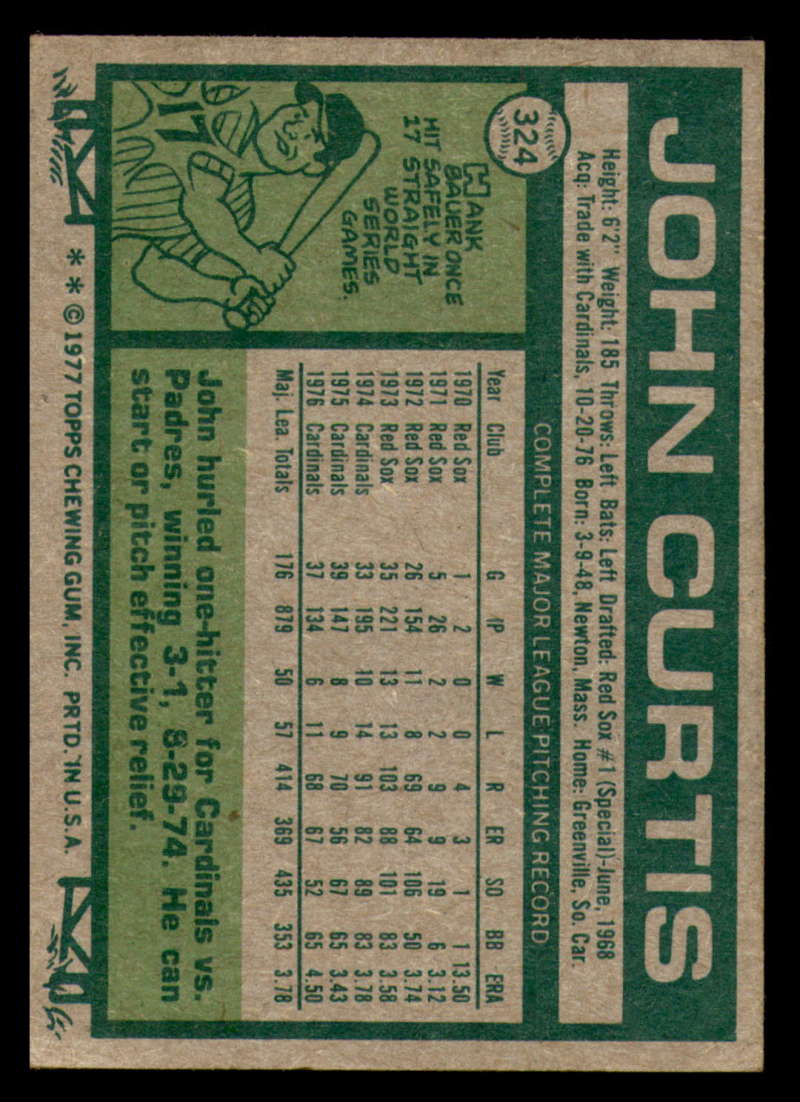 324
JOHN CURTIS
Height: 6'2" Weight: 185 Throws: Left Bats: Left Drafted: Red Sox #1 (Special)-June, 1968
Acq: Trade with Cardinals, 10-20-76 Born: 3-9-48, Newton, Mass. Home: Greenville, So. Car.
HANK
BAUER ONCE
HIT SAFELY IN
17 STRAIGHT
WORLD
SERIES
GAMES.
17
COMPLETE MAJOR LEAGUE PITCHING RECORD
Year Club G IP W L R ER SO BB ERA
1970 Red Sox 1 2 0 0 4 3 1 1 13.50
1971 Red Sox 5 26 2 2 9 9 19 6 3.12
1972 Red Sox 26 154 11 8 69 64 106 50 3.74
1973 Red Sox 35 221 13 13 103 88 101 83 3.58
1974 Cardinals 33 195 10 14 91 82 89 83 3.78
1975 Cardinals 39 147 8 9 70 56 67 65 3.43
1976 Cardinals 37 134 6 11 68 67 52 65 4.50
Maj. Lea. Totals 176 879 50 57 414 369 435 353 3.78
John hurled one-hitter for Cardinals vs.
Padres, winning 3-1, 8-29-74. He can
start or pitch effective relief.
* * © 1977 TOPPS CHEWING GUM, INC. PRTD. IN U.S.A.